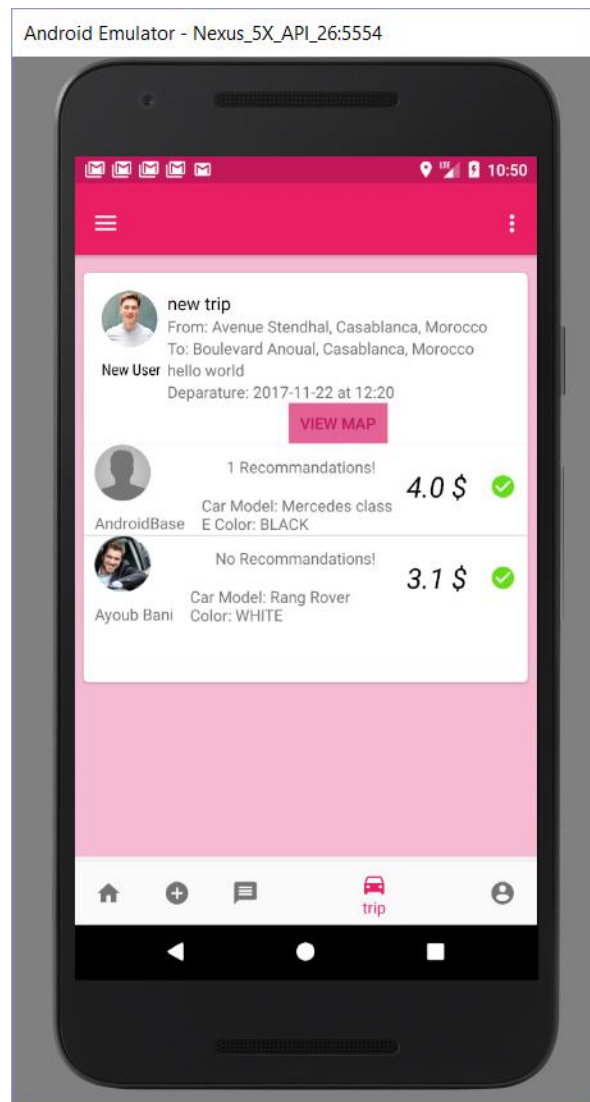 Android Emulator - Nexus_5X_API_26:5554
LTE 10:50
new trip
From: Avenue Stendhal, Casablanca, Morocco
To: Boulevard Anoual, Casablanca, Morocco
New User hello world
Deparature: 2017-11-22 at 12:20
VIEW MAP
1 Recommandations!
4.0 $
Car Model: Mercedes class
AndroidBase E Color: BLACK
No Recommandations!
3.1 $
Car Model: Rang Rover
Ayoub Bani Color: WHITE
trip